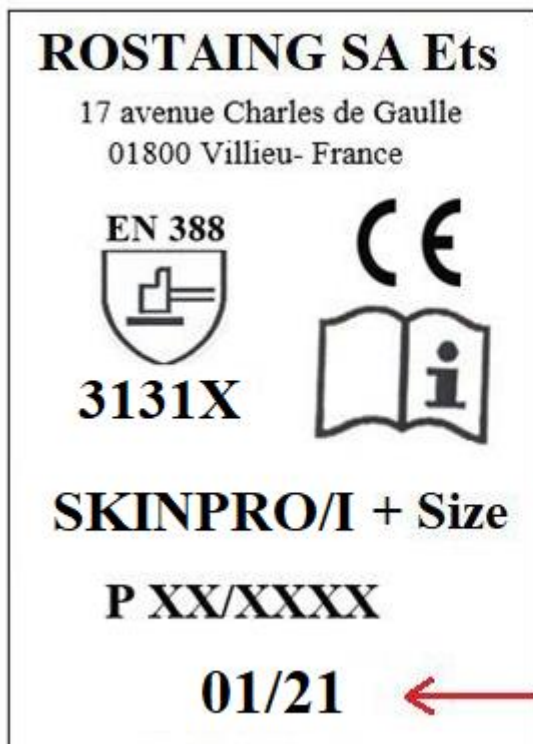 ROSTAING SA Ets
17 avenue Charles de Gaulle
01800 Villieu- France
EN 388
CE
3131X
i
SKINPRO/I + Size
P XX/XXXX
01/21